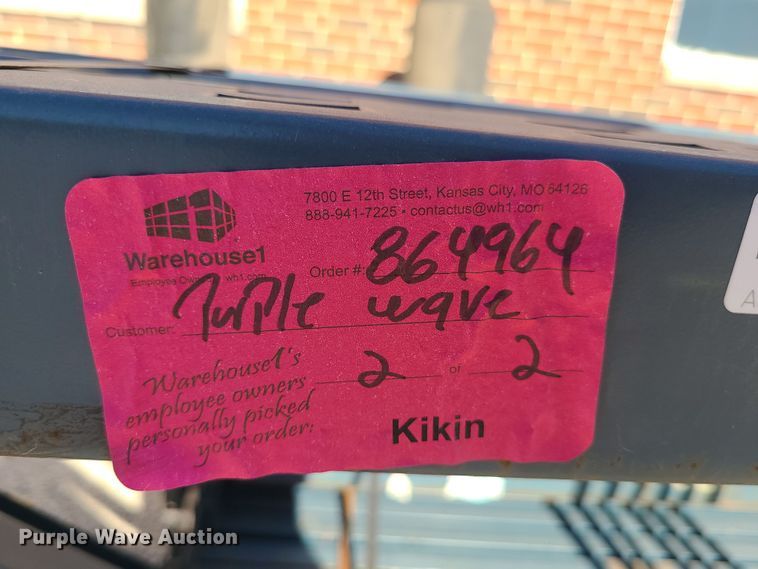 7800 E 12th Street, Kansas City, MO 64126
888-941-7225 • contactus@wh1.com
Warehouse1
Employee wh1.com
Order #: 864964
Customer: Purple wave
Warehouse1's
employee owners
personally picked
your order:
2 of 2
Kikin
Purple Wave Auction